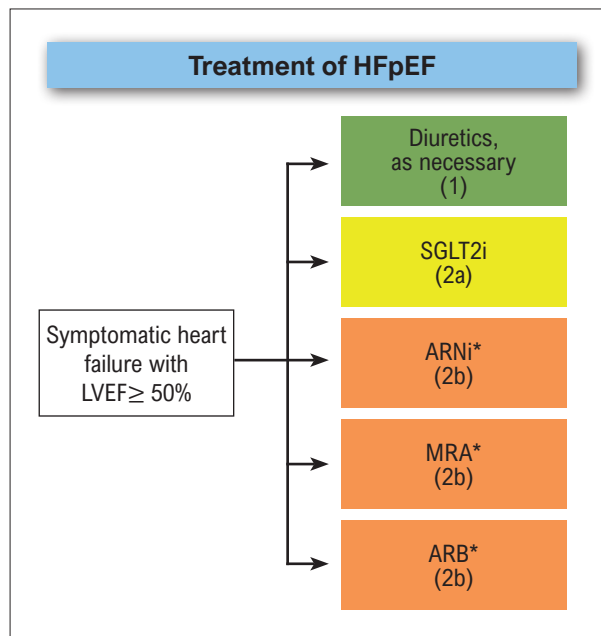 Treatment of HFpEF
Diuretics,
as necessary
(1)
SGLT2i
(2a)
Symptomatic heart
failure with
LVEF≥ 50%
ARNi*
(2b)
MRA*
(2b)
ARB*
(2b)